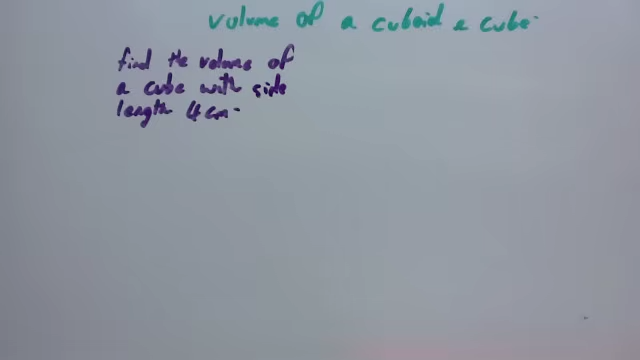 volume of a cuboid & cube.
find the volume of
a cube with side
length 4cm.